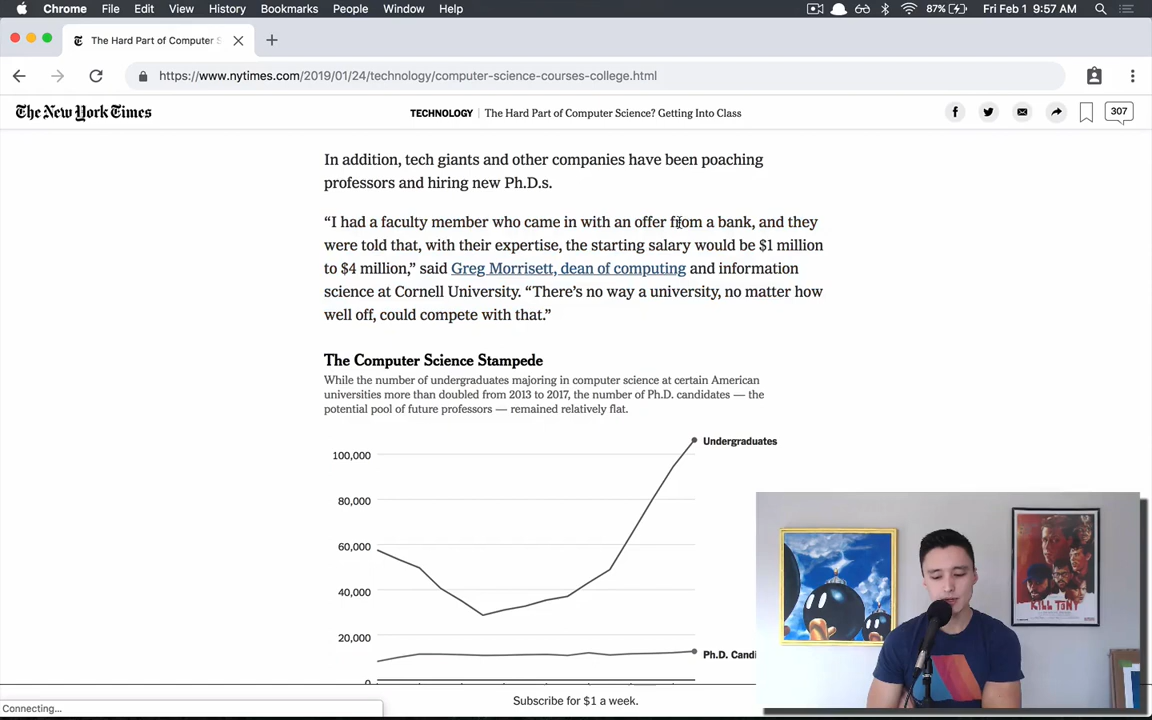 Chrome File Edit View History Bookmarks People Window Help 87% Fri Feb 1 9:57 AM
The Hard Part of Computer S
https://www.nytimes.com/2019/01/24/technology/computer-science-courses-college.html
The New York Times TECHNOLOGY | The Hard Part of Computer Science? Getting Into Class 307
In addition, tech giants and other companies have been poaching
professors and hiring new Ph.D.s.
“I had a faculty member who came in with an offer from a bank, and they
were told that, with their expertise, the starting salary would be $1 million
to $4 million,” said Greg Morrisett, dean of computing and information
science at Cornell University. “There’s no way a university, no matter how
well off, could compete with that.”
The Computer Science Stampede
While the number of undergraduates majoring in computer science at certain American
universities more than doubled from 2013 to 2017, the number of Ph.D. candidates — the
potential pool of future professors — remained relatively flat.
Undergraduates
100,000
80,000
60,000
40,000
20,000
Ph.D. Candi
0
KILL TONY
Subscribe for $1 a week.
Connecting...